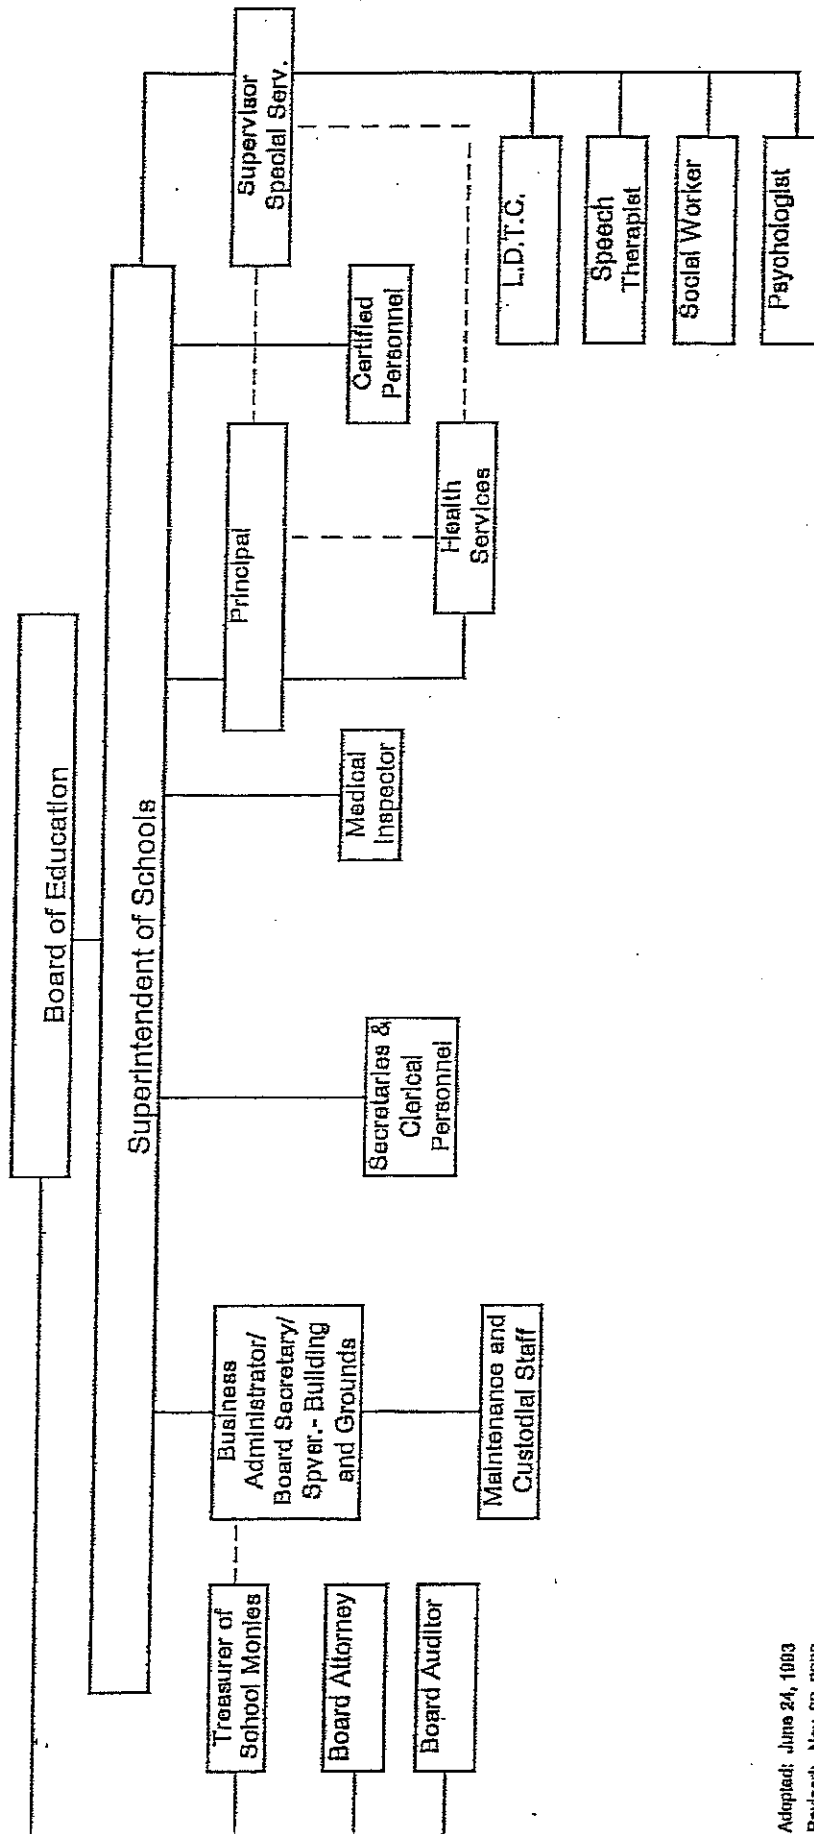 Board of Education
Superintendent of Schools
Treasurer of
School Monies
Board Attorney
Board Auditor
Business
Administrator/
Board Secretary/
Spver.- Building
and Grounds
Maintenance and
Custodial Staff
Secretaries &
Clerical
Personnel
Medical
Inspector
Principal
Health
Services
Certified
Personnel
Supervisor
Special Serv.
L.D.T.C.
Speech
Therapist
Social Worker
Psychologist
Adopted: June 24, 1993